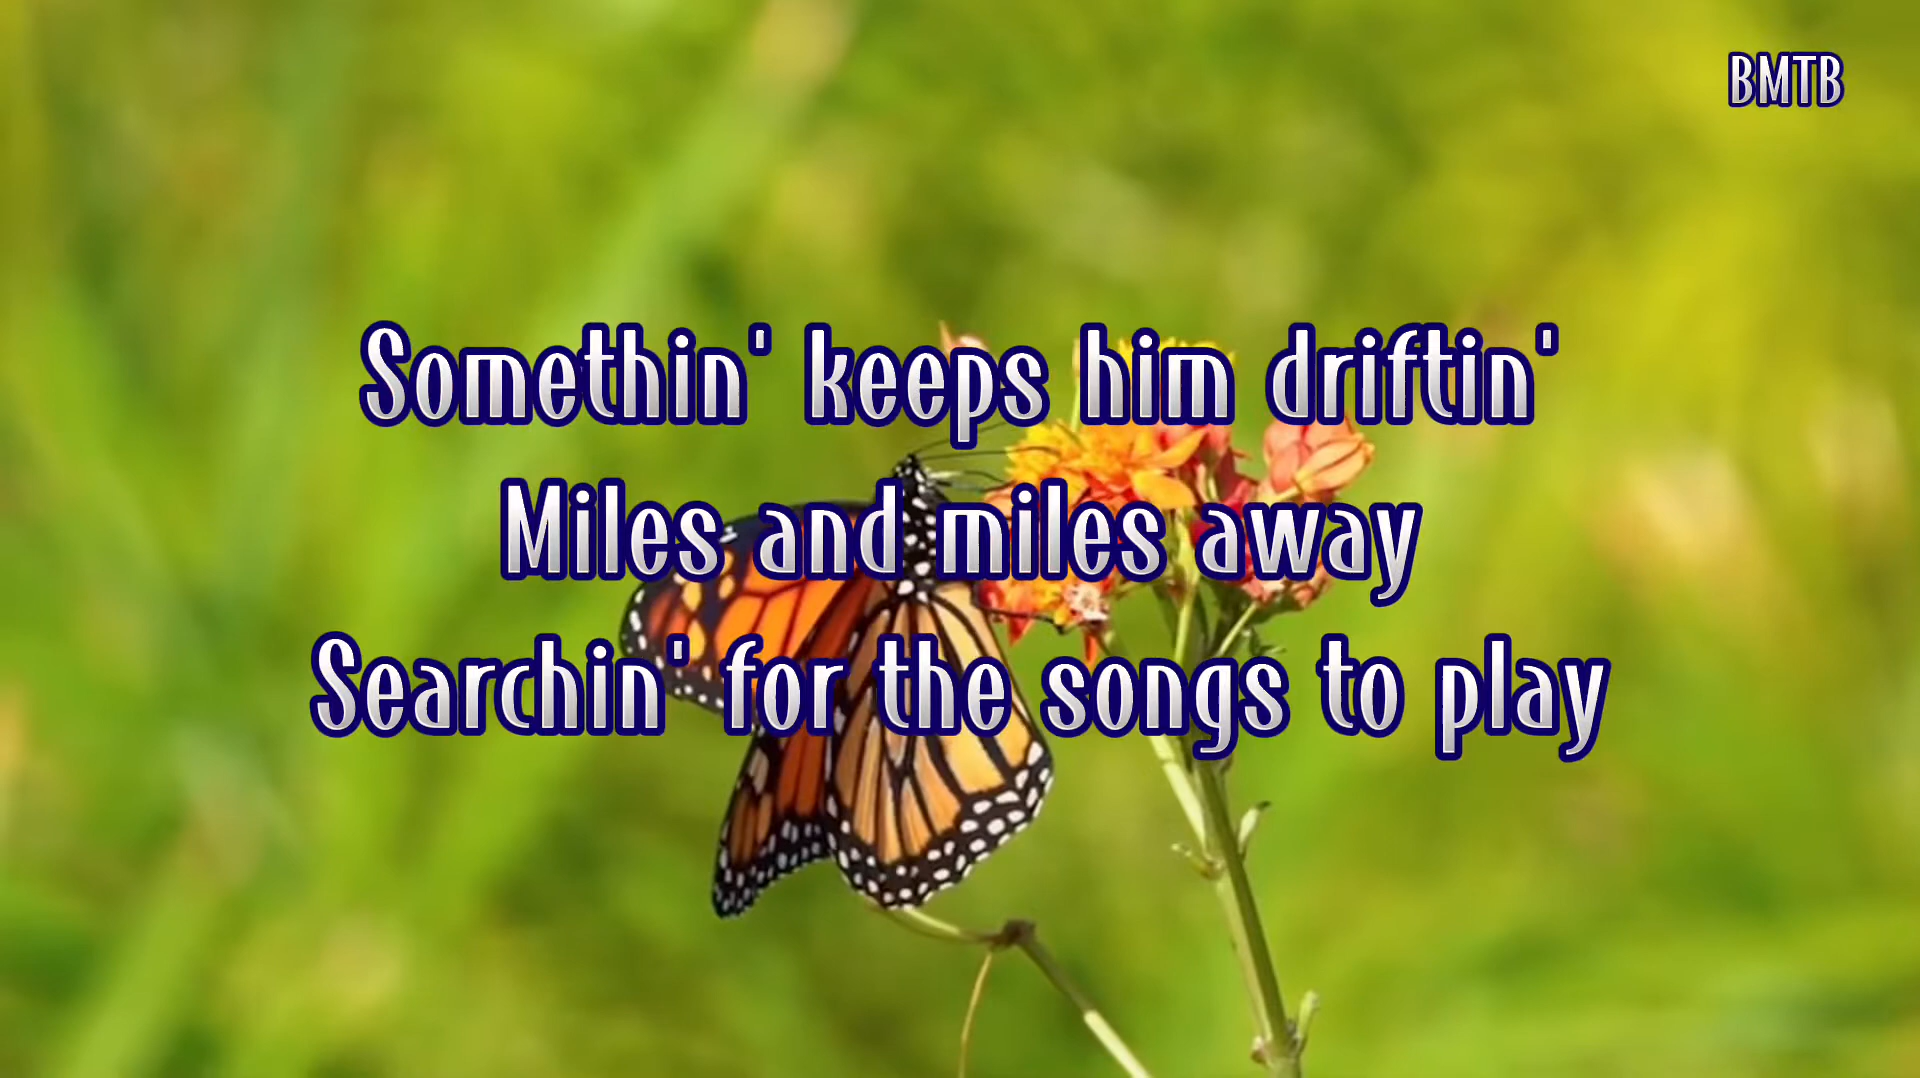 BMTB
Somethin' keeps him driftin'
Miles and miles away
Searchin' for the songs to play